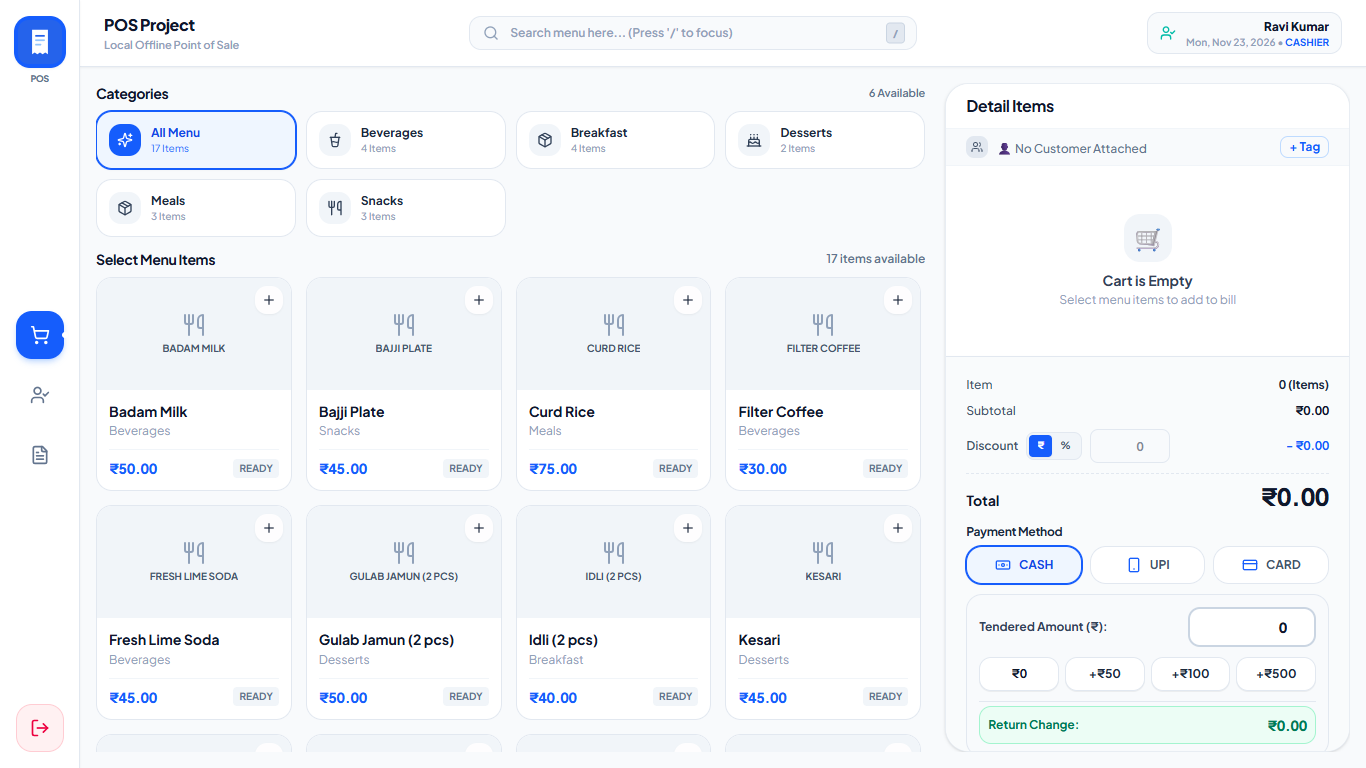 POS
POS Project
Local Offline Point of Sale
Search menu here... (Press '/' to focus)
/
Ravi Kumar
Mon, Nov 23, 2026 • CASHIER
Categories
6 Available
All Menu
17 Items
Beverages
4 Items
Breakfast
4 Items
Desserts
2 Items
Meals
3 Items
Snacks
3 Items
Select Menu Items
17 items available
BADAM MILK
Badam Milk
Beverages
₹50.00
READY
BAJJI PLATE
Bajji Plate
Snacks
₹45.00
READY
CURD RICE
Curd Rice
Meals
₹75.00
READY
FILTER COFFEE
Filter Coffee
Beverages
₹30.00
READY
FRESH LIME SODA
Fresh Lime Soda
Beverages
₹45.00
READY
GULAB JAMUN (2 PCS)
Gulab Jamun (2 pcs)
Desserts
₹50.00
READY
IDLI (2 PCS)
Idli (2 pcs)
Breakfast
₹40.00
READY
KESARI
Kesari
Desserts
₹45.00
READY
Detail Items
No Customer Attached
+ Tag
Cart is Empty
Select menu items to add to bill
Item
0 (Items)
Subtotal
₹0.00
Discount
₹
%
0
- ₹0.00
Total
₹0.00
Payment Method
CASH
UPI
CARD
Tendered Amount (₹):
0
₹0
+₹50
+₹100
+₹500
Return Change:
₹0.00